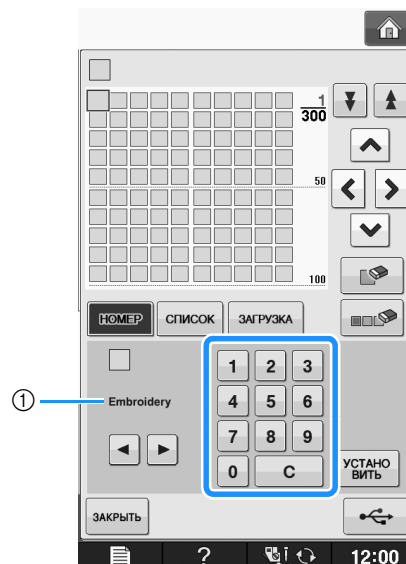 1
300
50
100
НОМЕР СПИСОК ЗАГРУЗКА
1 2 3
① Embroidery
4 5 6
7 8 9
0 C
УСТАНО
ВИТЬ
ЗАКРЫТЬ
? 12:00